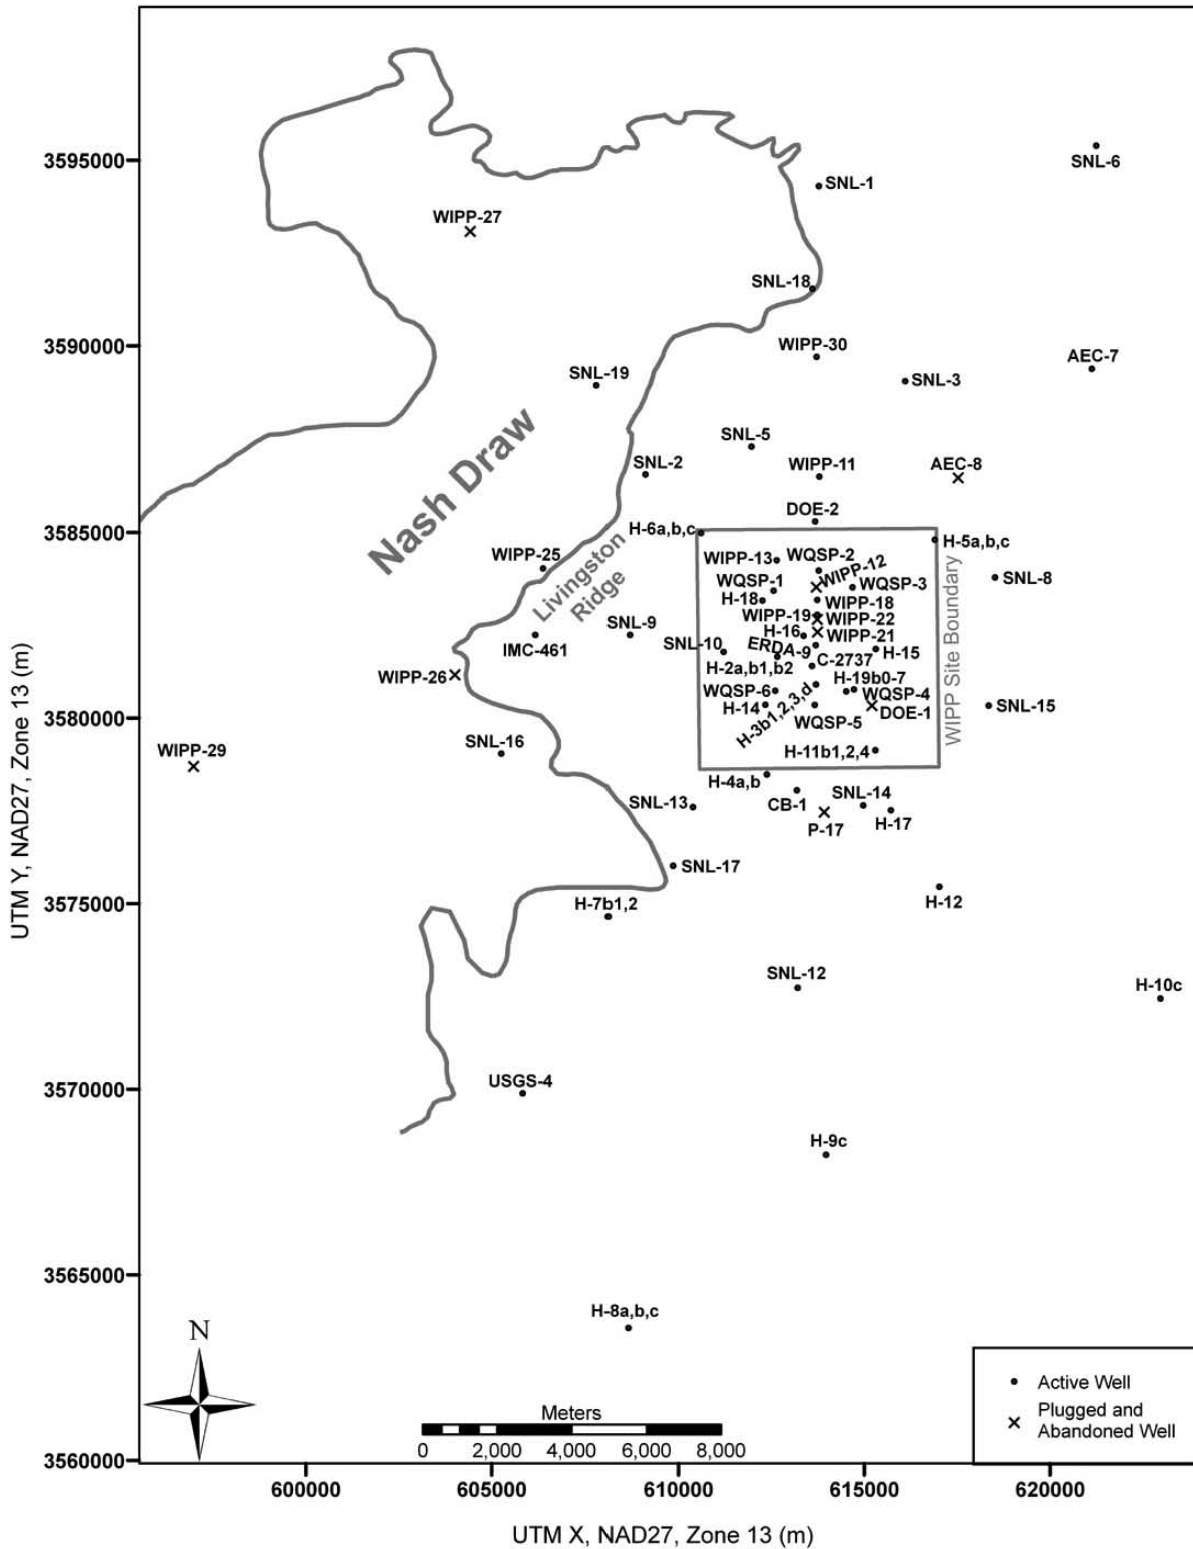 3595000
SNL-6
SNL-1
WIPP-27
SNL-18
3590000
WIPP-30
AEC-7
SNL-19
SNL-3
Nash Draw
SNL-5
SNL-2
WIPP-11
AEC-8
3585000
DOE-2
H-6a,b,c
H-5a,b,c
WIPP-25
Livingston
Ridge
WIPP-13
WQSP-2
WIPP-12
WQSP-1
WQSP-3
SNL-8
H-18
WIPP-18
WIPP-19
WIPP-22
SNL-9
H-16
WIPP-21
IMC-461
SNL-10
ERDA-9
H-15
H-2a,b1,b2
C-2737
WIPP Site Boundary
WIPP-26
H-19b0-7
WQSP-6
WQSP-4
3580000
H-14
H-3b1,2,3,d
DOE-1
SNL-15
WQSP-5
WIPP-29
SNL-16
H-11b1,2,4
H-4a,b
SNL-13
CB-1
SNL-14
P-17
H-17
SNL-17
3575000
H-7b1,2
H-12
SNL-12
H-10c
3570000
USGS-4
H-9c
3565000
H-8a,b,c
N
Meters
0 2,000 4,000 6,000 8,000
Active Well
Plugged and
Abandoned Well
3560000
600000 605000 610000 615000 620000
UTM X, NAD27, Zone 13 (m)
UTM Y, NAD27, Zone 13 (m)